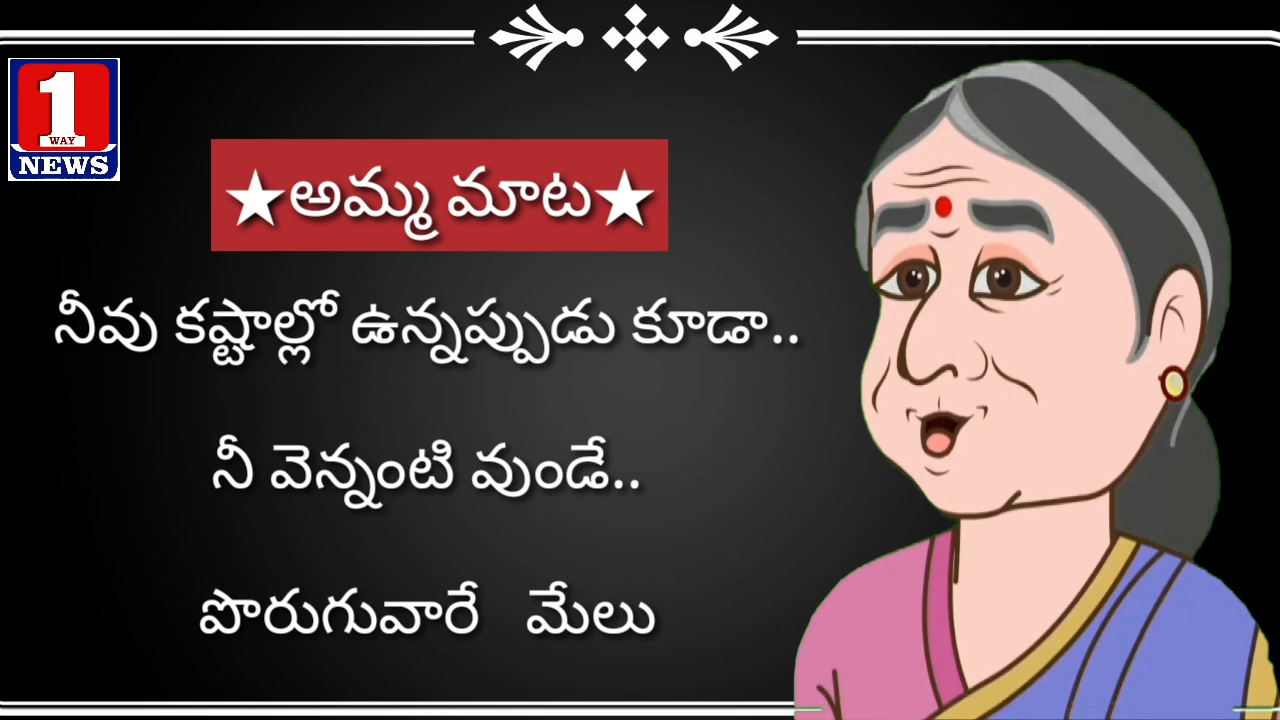 1
WAY
NEWS
★అమ్మ మాట★
నీవు కష్టాల్లో ఉన్నప్పుడు కూడా..
నీ వెన్నంటి వుండే..
పొరుగువారే మేలు